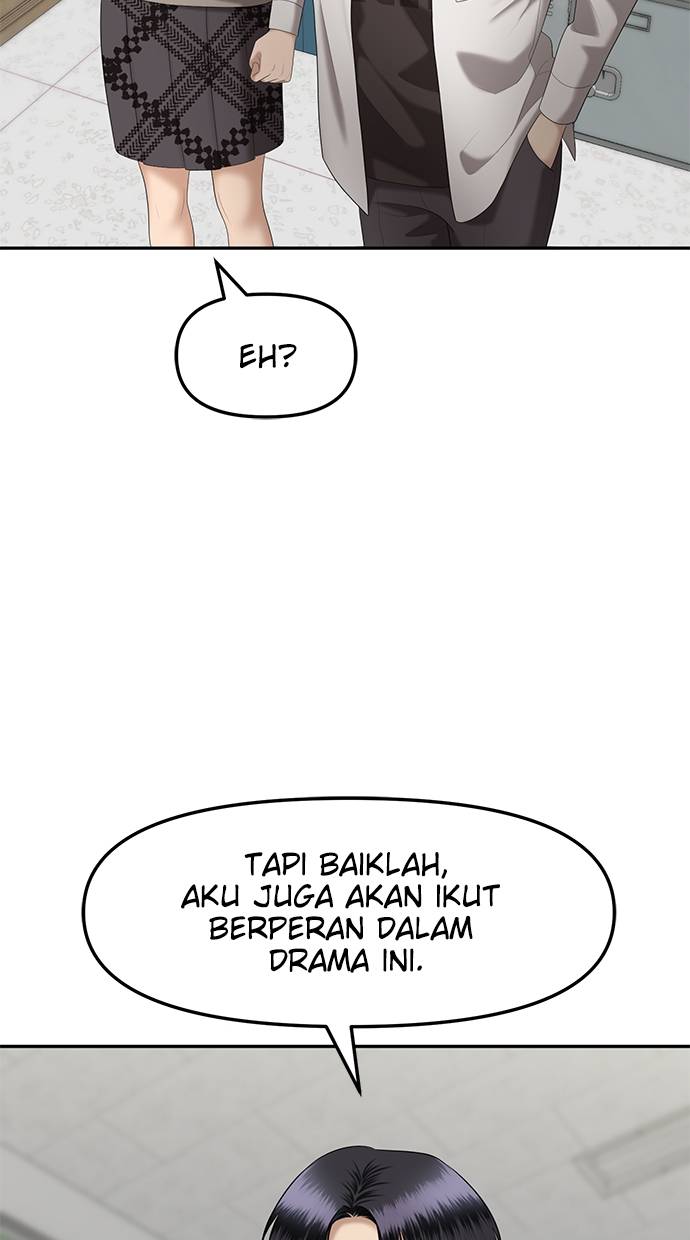 EH?
TAPI BAIKLAH,
AKU JUGA AKAN IKUT
BERPERAN DALAM
DRAMA INI.